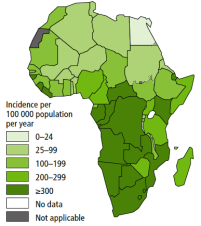 Incidence per
100 000 population
per year
0–24
25–99
100–199
200–299
≥300
No data
Not applicable